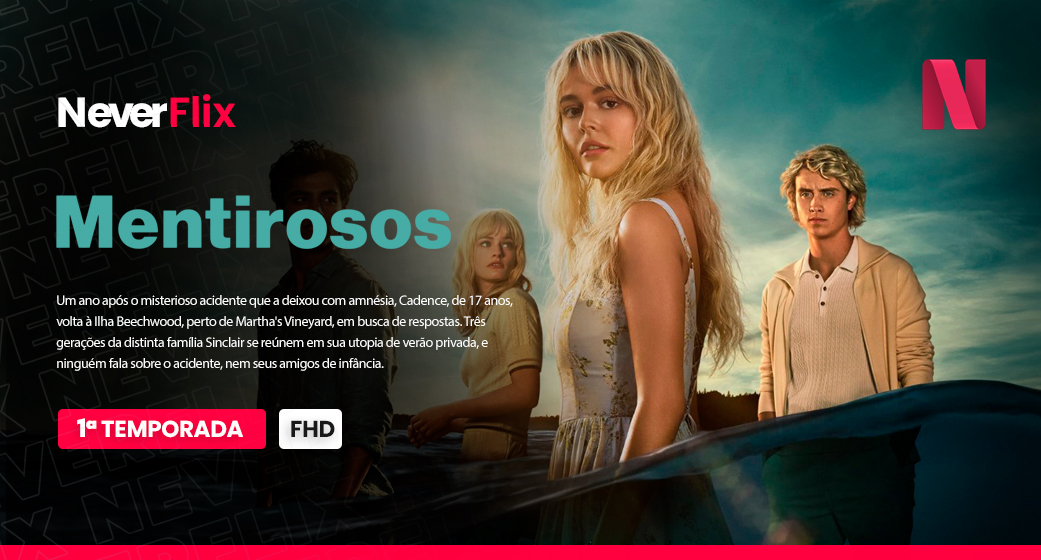 NeverFlix
N
Mentirosos
Um ano após o misterioso acidente que a deixou com amnésia, Cadence, de 17 anos,
volta à Ilha Beechwood, perto de Martha's Vineyard, em busca de respostas. Três
gerações da distinta família Sinclair se reúnem em sua utopia de verão privada, e
ninguém fala sobre o acidente, nem seus amigos de infância.
1ª TEMPORADA FHD